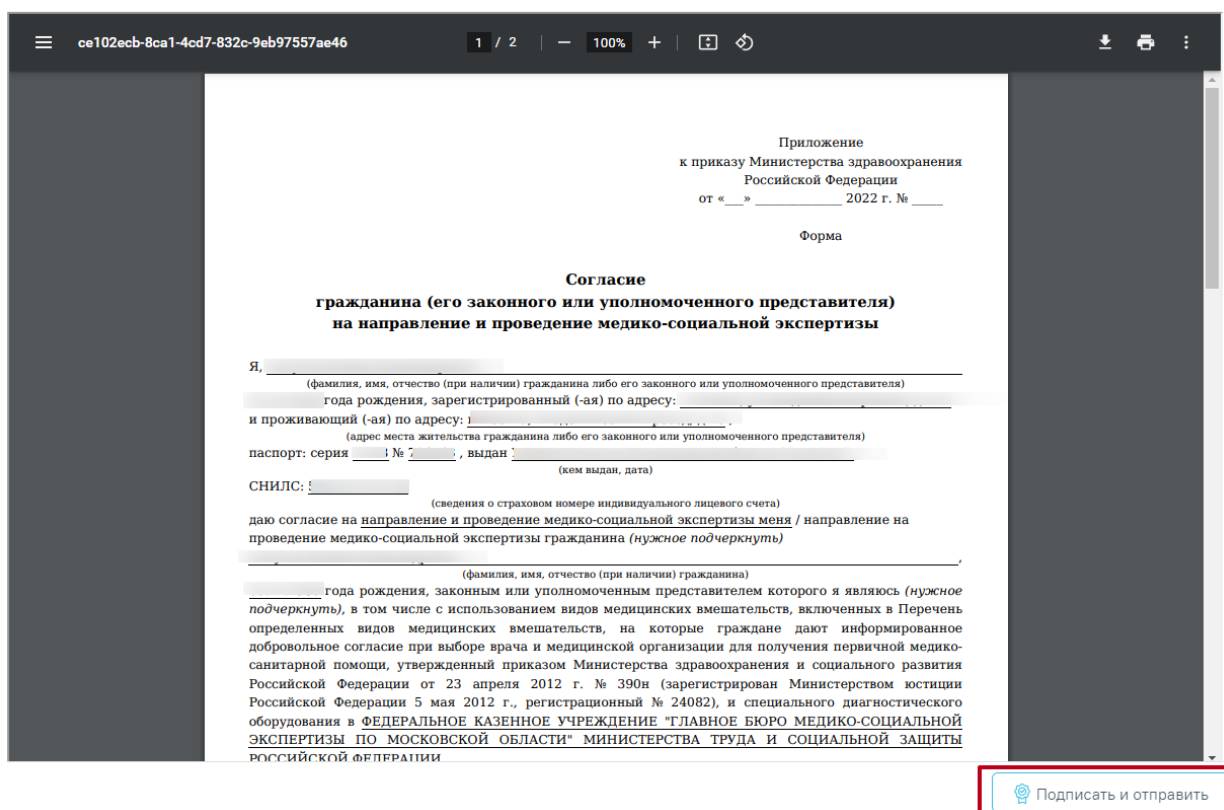 ce102ecb-8ca1-4cd7-832c-9eb97557ae46 1 / 2 100%
Приложение
к приказу Министерства здравоохранения
Российской Федерации
от «___» ______________ 2022 г. № _____
Форма
Согласие
гражданина (его законного или уполномоченного представителя)
на направление и проведение медико-социальной экспертизы
Я,
(фамилия, имя, отчество (при наличии) гражданина либо его законного или уполномоченного представителя)
года рождения, зарегистрированный (-ая) по адресу:
и проживающий (-ая) по адресу:
(адрес места жительства гражданина либо его законного или уполномоченного представителя)
паспорт: серия № , выдан
(кем выдан, дата)
СНИЛС:
(сведения о страховом номере индивидуального лицевого счета)
даю согласие на направление и проведение медико-социальной экспертизы меня / направление на
проведение медико-социальной экспертизы гражданина (нужное подчеркнуть)
,
(фамилия, имя, отчество (при наличии) гражданина)
года рождения, законным или уполномоченным представителем которого я являюсь (нужное
подчеркнуть), в том числе с использованием видов медицинских вмешательств, включенных в Перечень
определенных видов медицинских вмешательств, на которые граждане дают информированное
добровольное согласие при выборе врача и медицинской организации для получения первичной медико-
санитарной помощи, утвержденный приказом Министерства здравоохранения и социального развития
Российской Федерации от 23 апреля 2012 г. № 390н (зарегистрирован Министерством юстиции
Российской Федерации 5 мая 2012 г., регистрационный № 24082), и специального диагностического
оборудования в ФЕДЕРАЛЬНОЕ КАЗЕННОЕ УЧРЕЖДЕНИЕ "ГЛАВНОЕ БЮРО МЕДИКО-СОЦИАЛЬНОЙ
ЭКСПЕРТИЗЫ ПО МОСКОВСКОЙ ОБЛАСТИ" МИНИСТЕРСТВА ТРУДА И СОЦИАЛЬНОЙ ЗАЩИТЫ
РОССИЙСКОЙ ФЕДЕРАЦИИ
Подписать и отправить